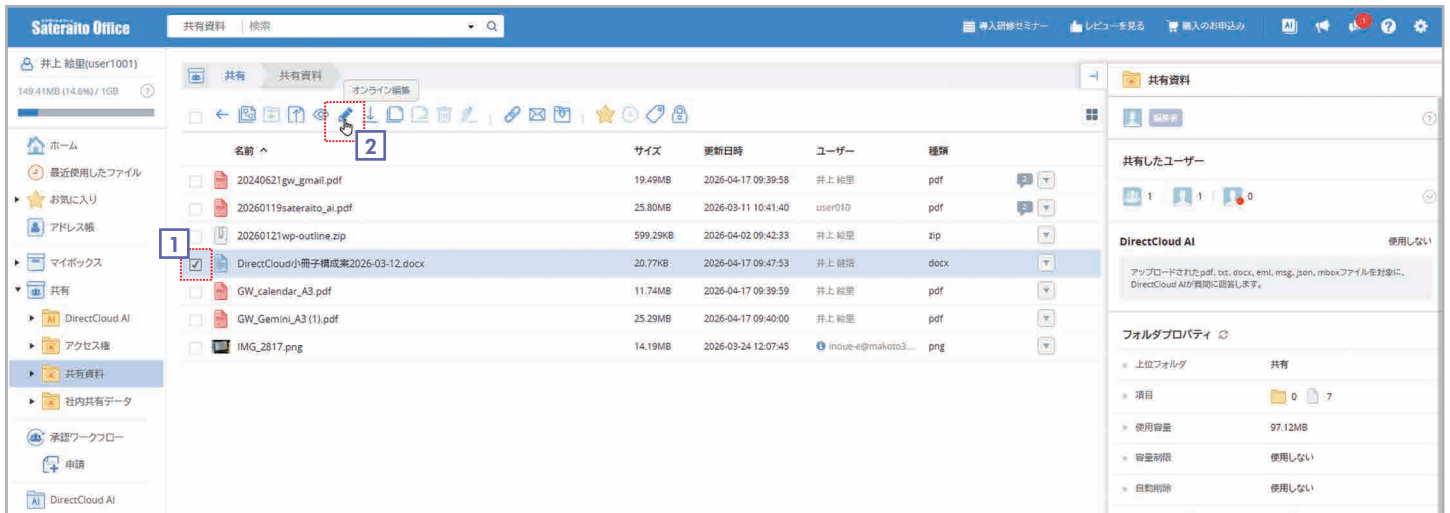 サテライトオフィス
Sateraito Office
共有資料 検索
導入研修セミナー レビューを見る 購入のお申込み AI 1
井上 絵里(user1001)
149.41MB (14.6%) / 1GB
ホーム
最近使用したファイル
お気に入り
アドレス帳
マイボックス
共有
DirectCloud AI
アクセス権
共有資料
社内共有データ
承認ワークフロー
申請
DirectCloud AI
共有 共有資料
オンライン編集
2
名前 サイズ 更新日時 ユーザー 種類
20240621gw_gmail.pdf 19.49MB 2026-04-17 09:39:58 井上 絵里 pdf 2
20260119sateraito_ai.pdf 25.80MB 2026-03-11 10:41:40 user010 pdf 2
20260121wp-outline.zip 599.29KB 2026-04-02 09:42:33 井上 絵里 zip
1
DirectCloud小冊子構成案2026-03-12.docx 20.77KB 2026-04-17 09:47:53 井上 健皓 docx
GW_calendar_A3.pdf 11.74MB 2026-04-17 09:39:59 井上 絵里 pdf
GW_Gemini_A3 (1).pdf 25.29MB 2026-04-17 09:40:00 井上 絵里 pdf
IMG_2817.png 14.19MB 2026-03-24 12:07:45 inoue-e@makoto3... png
共有資料
編集者
共有したユーザー
1 1 0
DirectCloud AI 使用しない
アップロードされたpdf, txt, docx, eml, msg, json, mboxファイルを対象に、
DirectCloud AIが質問に回答します。
フォルダプロパティ
上位フォルダ 共有
項目 0 7
使用容量 97.12MB
容量制限 使用しない
自動削除 使用しない